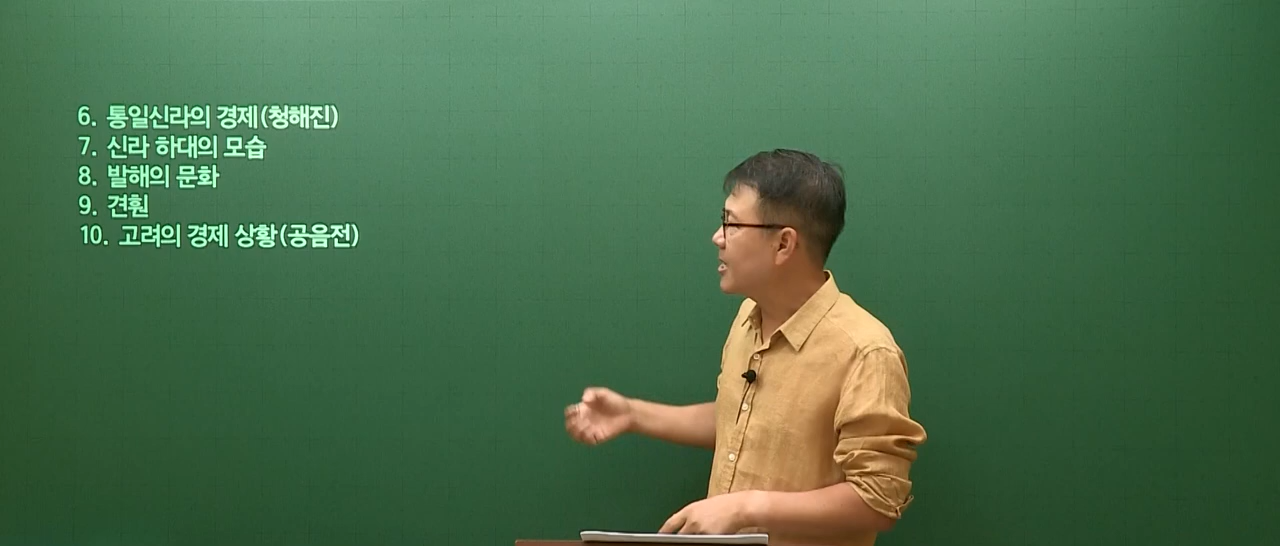 6. 통일신라의 경제(청해진)
7. 신라 하대의 모습
8. 발해의 문화
9. 견훤
10. 고려의 경제 상황(공음전)